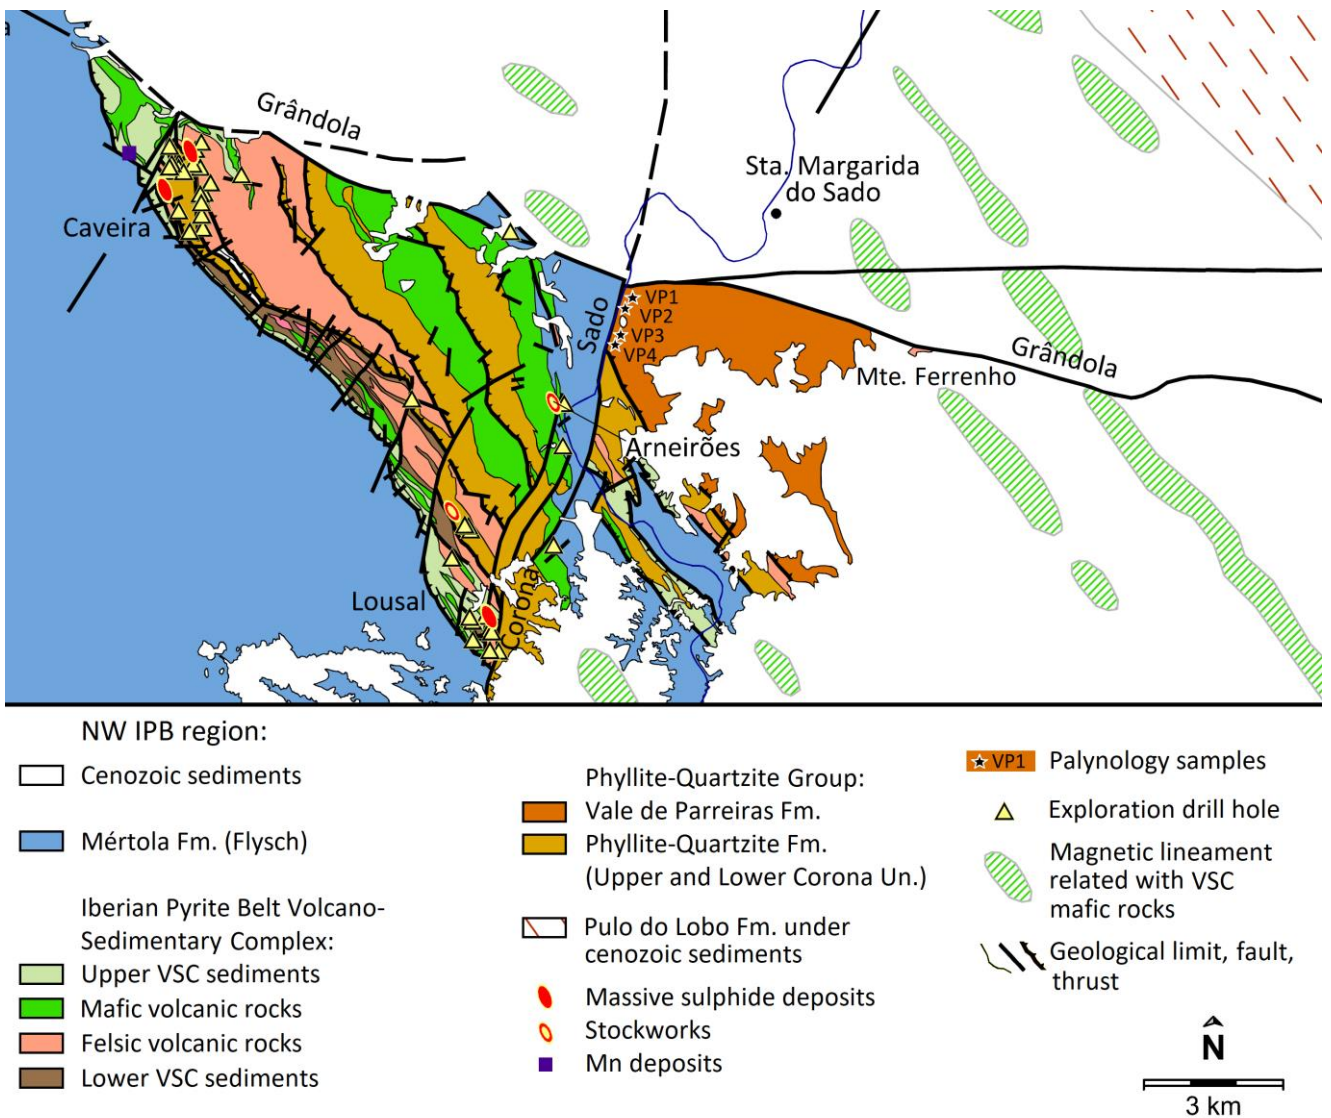 a
Grândola
Sta. Margarida
do Sado
Caveira
Sado
VP1
VP2
VP3
VP4
Mte. Ferrenho
Grândola
Arneirões
Lousal
Corona
NW IPB region:
Cenozoic sediments
Mértola Fm. (Flysch)
Iberian Pyrite Belt Volcano-
Sedimentary Complex:
Upper VSC sediments
Mafic volcanic rocks
Felsic volcanic rocks
Lower VSC sediments
Phyllite-Quartzite Group:
Vale de Parreiras Fm.
Phyllite-Quartzite Fm.
(Upper and Lower Corona Un.)
Pulo do Lobo Fm. under
cenozoic sediments
Massive sulphide deposits
Stockworks
Mn deposits
VP1 Palynology samples
Exploration drill hole
Magnetic lineament
related with VSC
mafic rocks
Geological limit, fault,
thrust
N
3 km